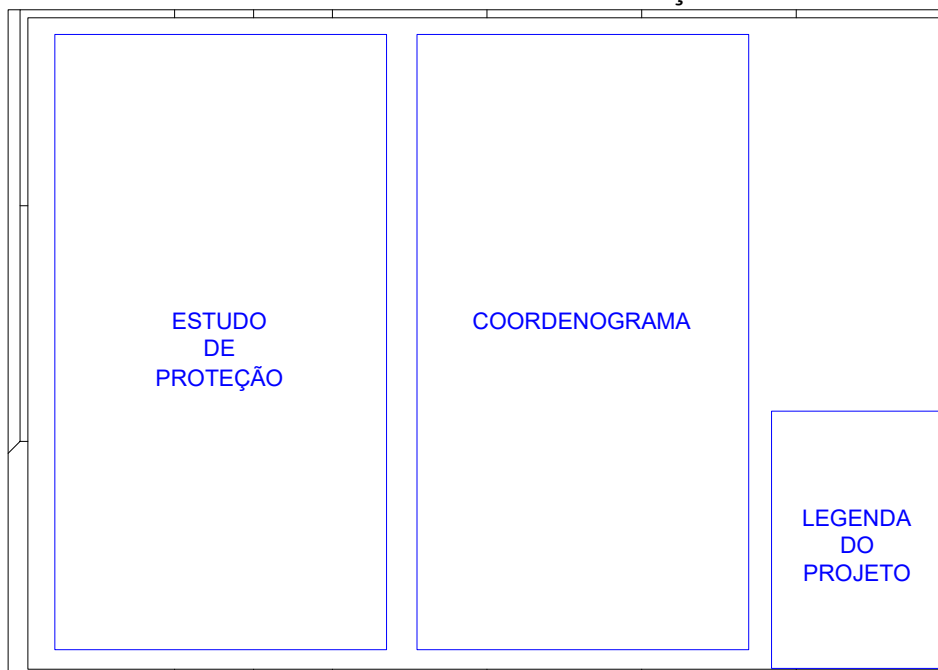 ESTUDO
DE
PROTEÇÃO
COORDENOGRAMA
LEGENDA
DO
PROJETO